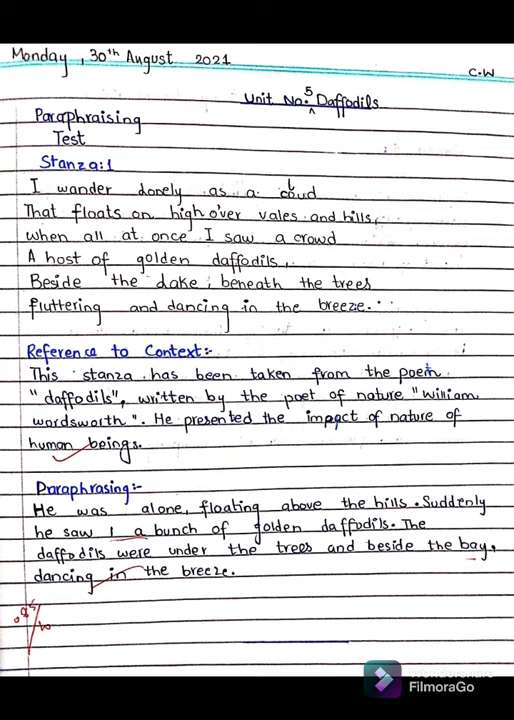 Monday, 30th August 2021
C.W
Unit No: 5 Daffodils
Paraphraising
Test
Stanza:1
I wander donely as a cloud
That floats on high o'er vales and hills,
when all at once I saw a crowd
A host of golden daffodils,
Beside the dake, beneath the trees
fluttering and dancing in the breeze.
Reference to Context:-
This stanza has been taken from the poem
"daffodils", written by the poet of nature "william
wordsworth". He presented the impact of nature of
human beings.
Paraphrasing:-
He was alone, floating above the hills. Suddenly
he saw a bunch of golden daffodils. The
daffodils were under the trees and beside the bay,
dancing in the breeze.
Wondershare
FilmoraGo